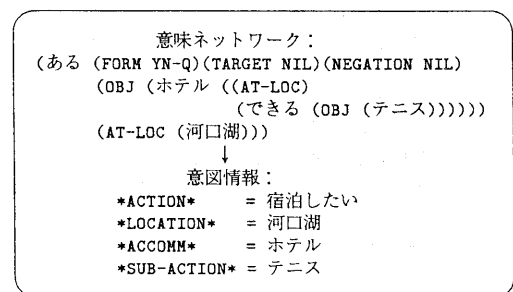 意味ネットワーク:
(ある (FORM YN-Q)(TARGET NIL)(NEGATION NIL)
(OBJ (ホテル ((AT-LOC)
(できる (OBJ (テニス))))))
(AT-LOC (河口湖)))
↓
意図情報:
*ACTION* = 宿泊したい
*LOCATION* = 河口湖
*ACCOMM* = ホテル
*SUB-ACTION* = テニス